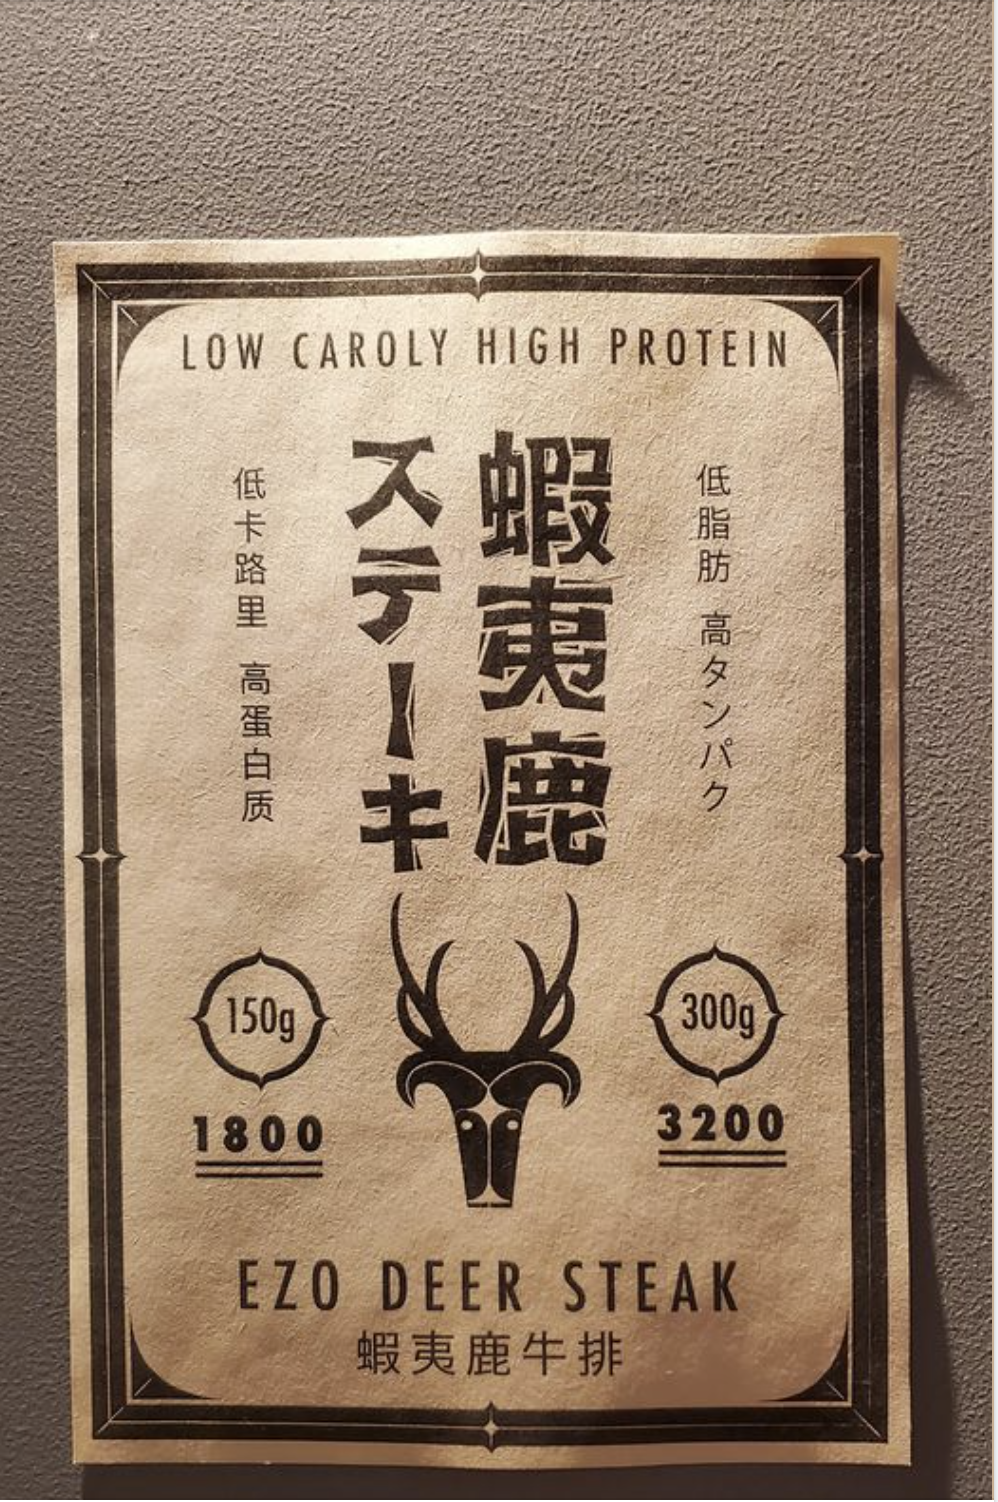 LOW CAROLY HIGH PROTEIN
低脂肪 高タンパク
蝦夷鹿
ステーキ
低卡路里 高蛋白质
150g
1800
300g
3200
EZO DEER STEAK
蝦夷鹿牛排